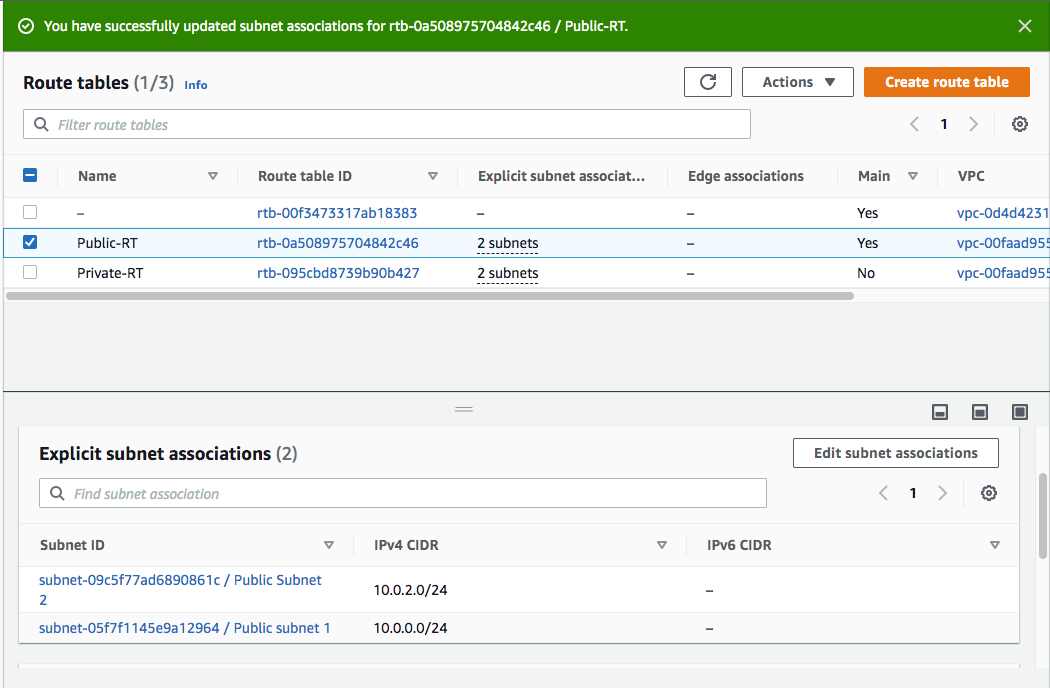 You have successfully updated subnet associations for rtb-0a508975704842c46 / Public-RT.
Route tables (1/3) Info
Actions
Create route table
Filter route tables
1
Name Route table ID Explicit subnet associat... Edge associations Main VPC
– rtb-00f3473317ab18383 – – Yes vpc-0d4d4231
Public-RT rtb-0a508975704842c46 2 subnets – Yes vpc-00faad955
Private-RT rtb-095cbd8739b90b427 2 subnets – No vpc-00faad955
Explicit subnet associations (2)
Edit subnet associations
Find subnet association
1
Subnet ID IPv4 CIDR IPv6 CIDR
subnet-09c5f77ad6890861c / Public Subnet
2 10.0.2.0/24 –
subnet-05f7f1145e9a12964 / Public subnet 1 10.0.0.0/24 –